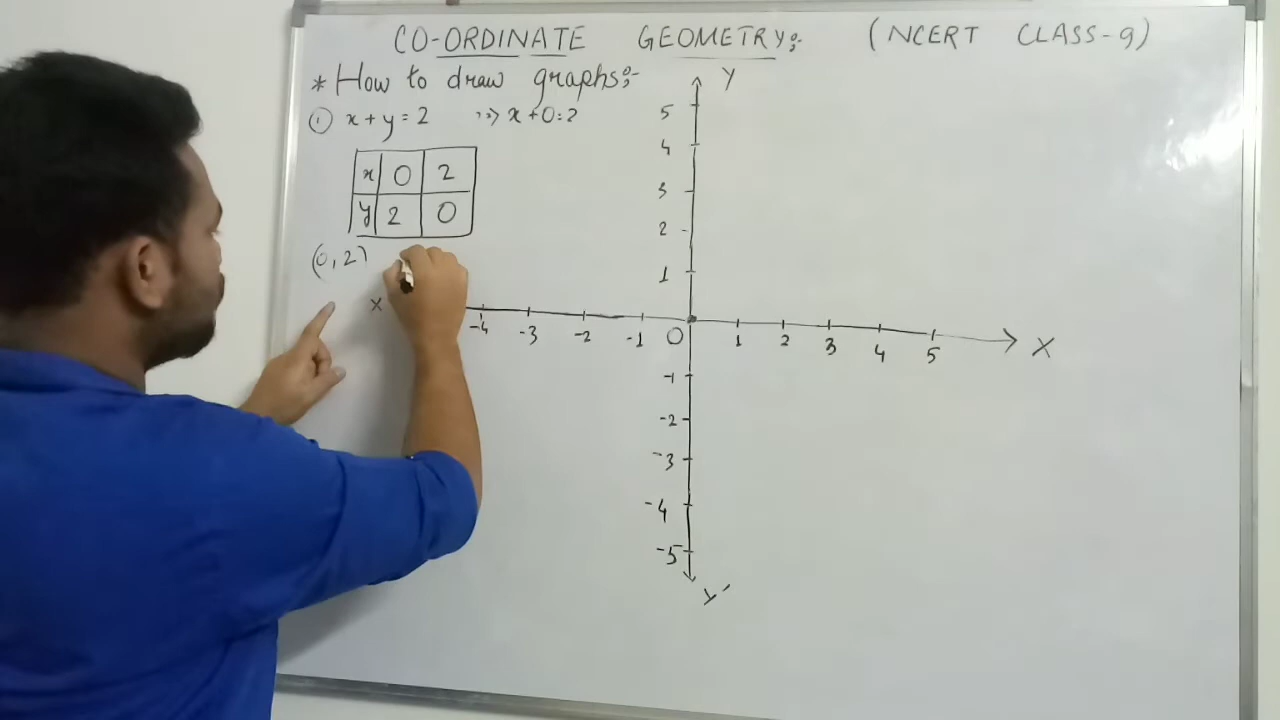 CO-ORDINATE GEOMETRY:- (NCERT CLASS-9)
* How to draw graphs:-
① x + y = 2 ⇒ x + 0 = 2
x 0 2
y 2 0
(0, 2)
Y
5
4
3
2
1
X -4 -3 -2 -1 O 1 2 3 4 5 X
-1
-2
-3
-4
-5
Y'